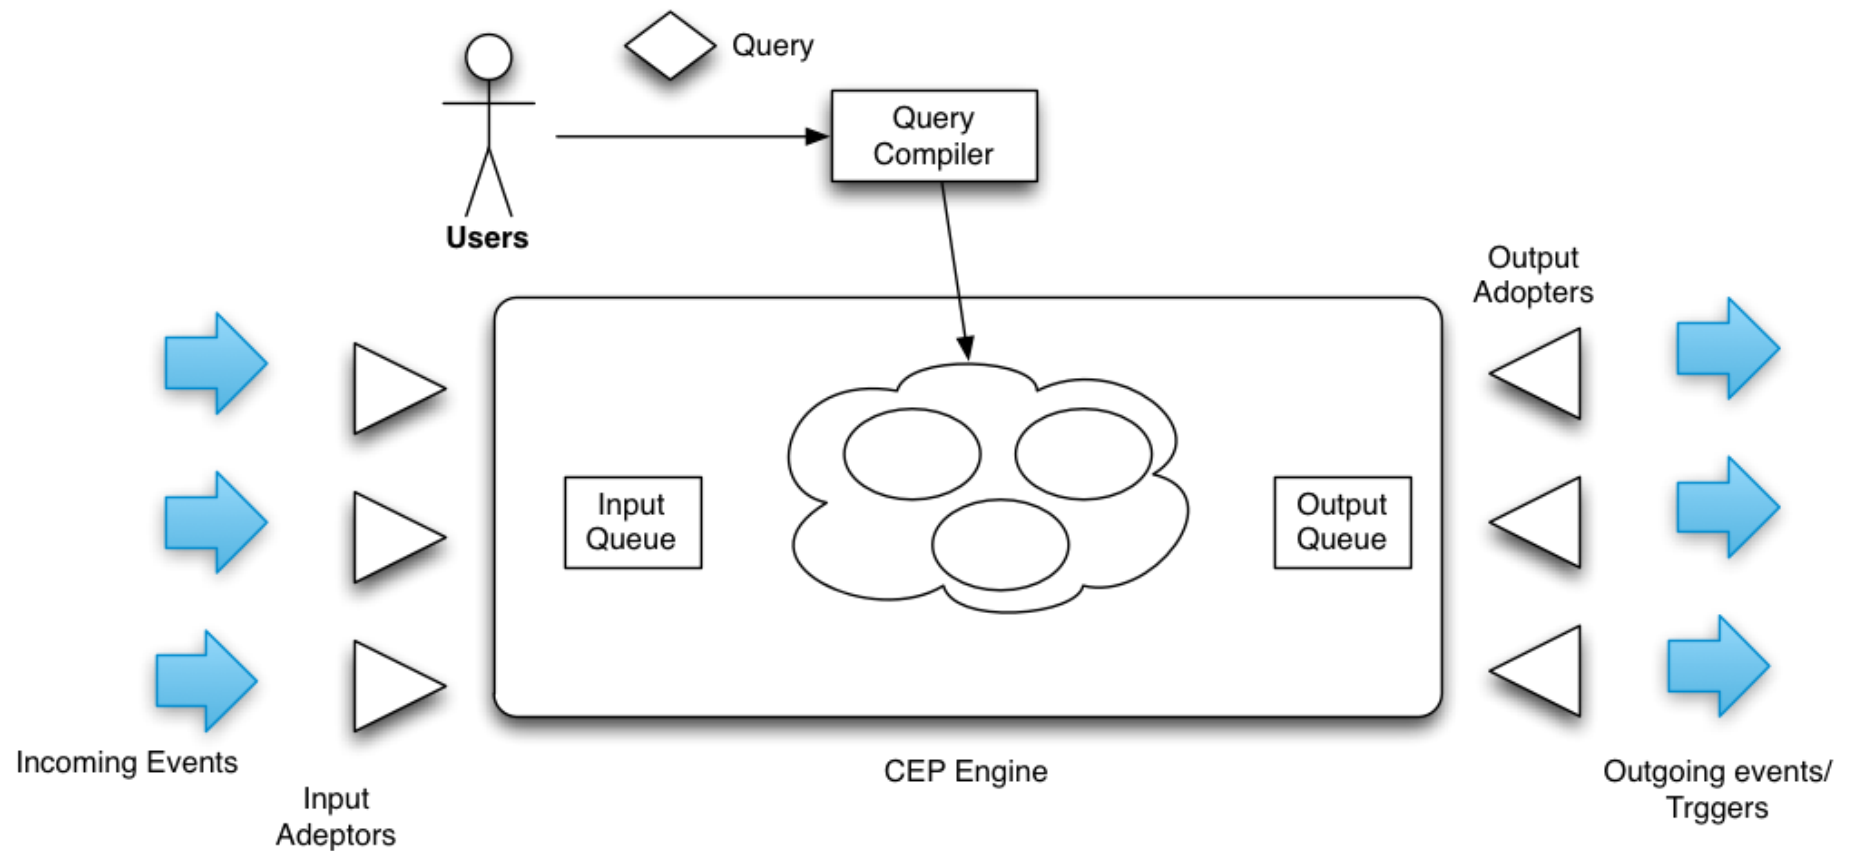 Query
Query
Compiler
Users
Output
Adopters
Input
Queue
Output
Queue
Incoming Events
Input
Adeptors
CEP Engine
Outgoing events/
Trggers